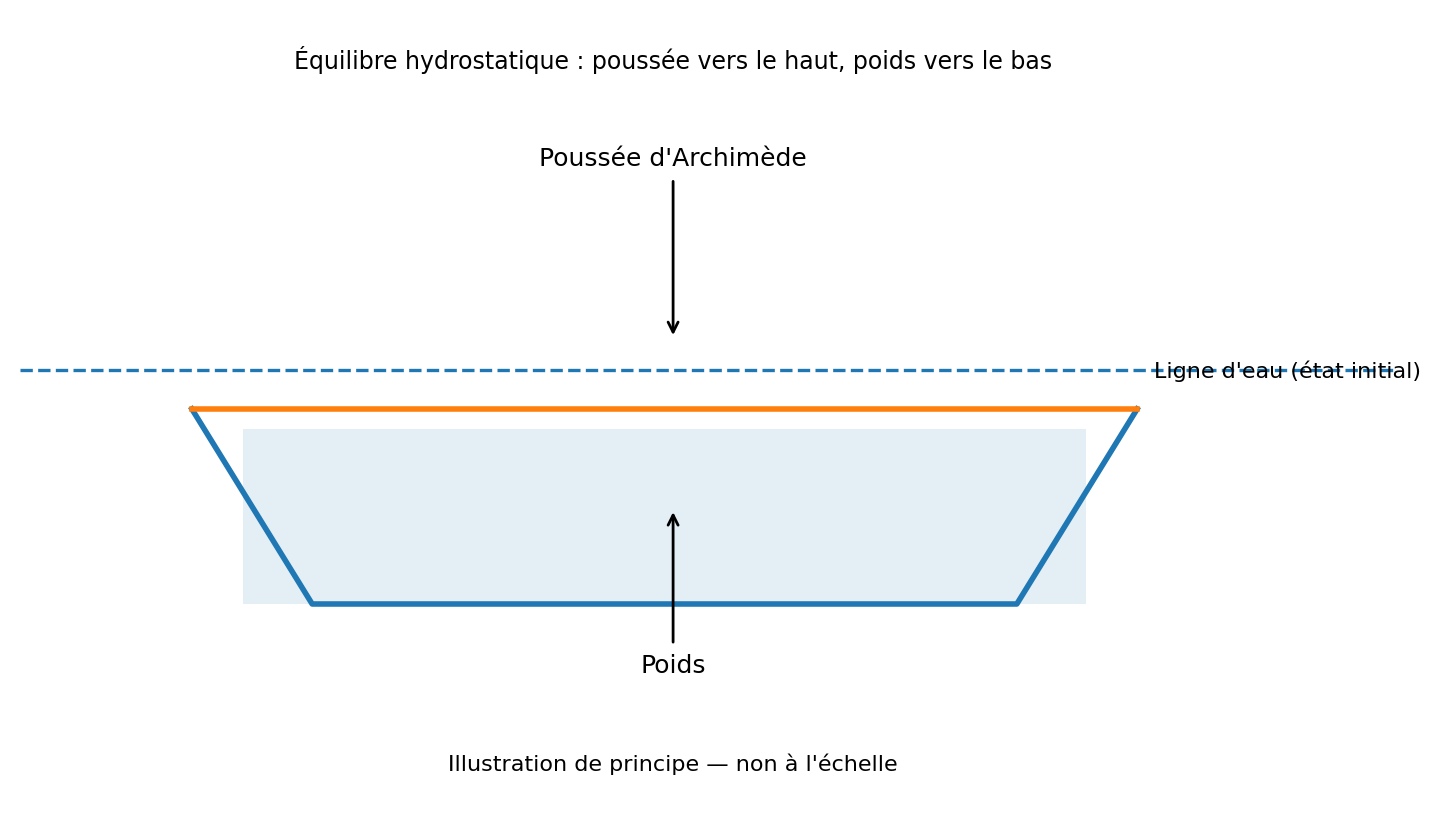 Équilibre hydrostatique : poussée vers le haut, poids vers le bas
Poussée d'Archimède
Ligne d'eau (état initial)
Poids
Illustration de principe — non à l'échelle